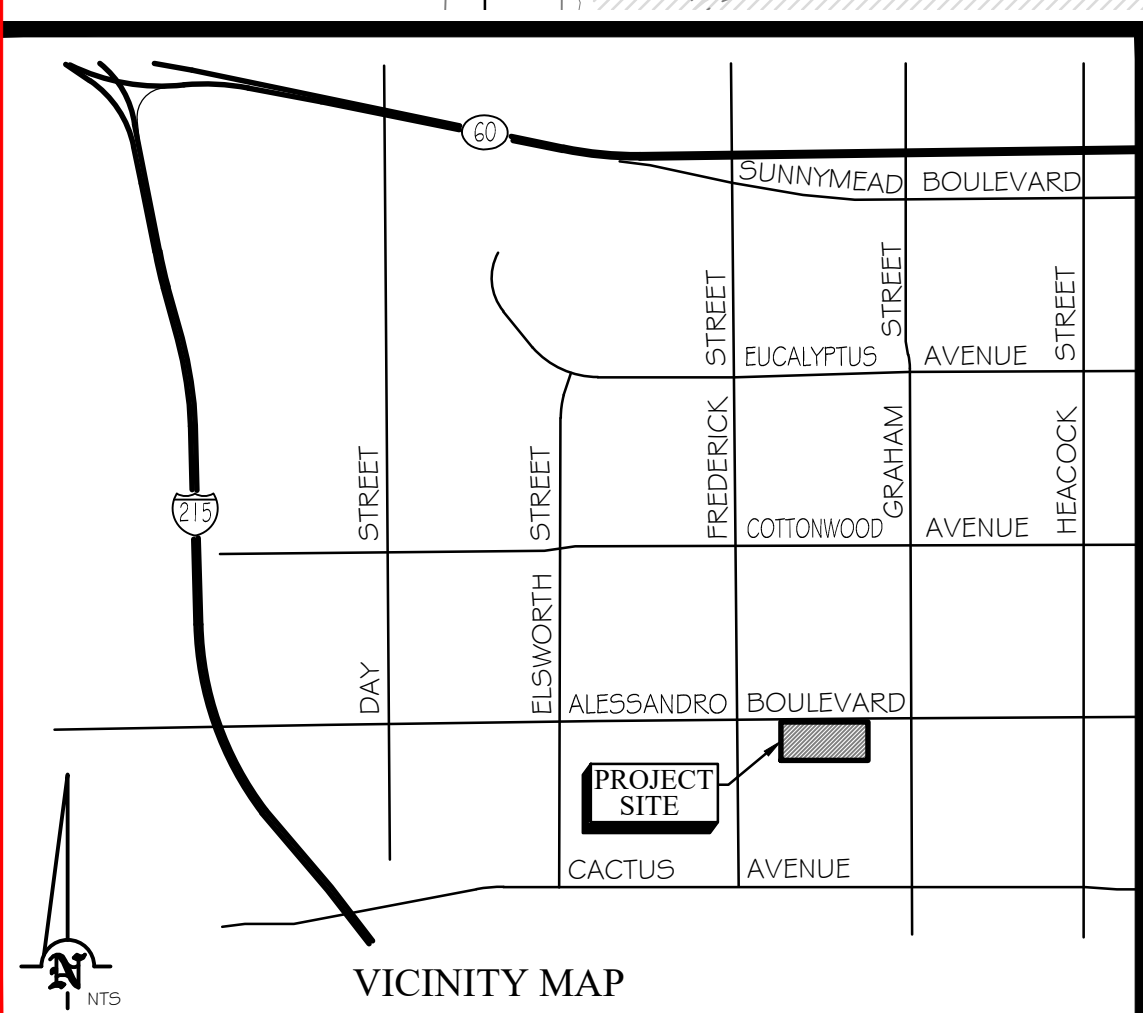 60
SUNNYMEAD BOULEVARD
STREET
STREET
STREET
EUCALYPTUS AVENUE
FREDERICK
GRAHAM
HEACOCK
STREET
STREET
215
COTTONWOOD AVENUE
ELSWORTH
DAY
ALESSANDRO BOULEVARD
PROJECT
SITE
CACTUS AVENUE
N
NTS
VICINITY MAP